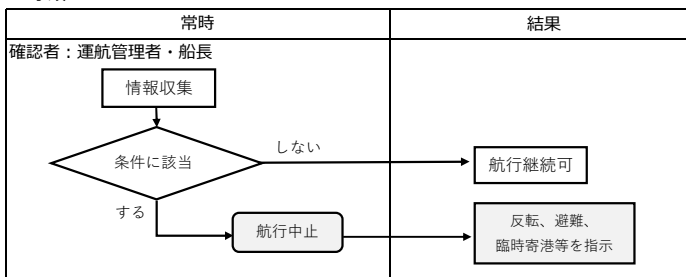 常時
結果
確認者：運航管理者・船長
情報収集
条件に該当
しない
航行継続可
する
航行中止
反転、避難、
臨時寄港等を指示